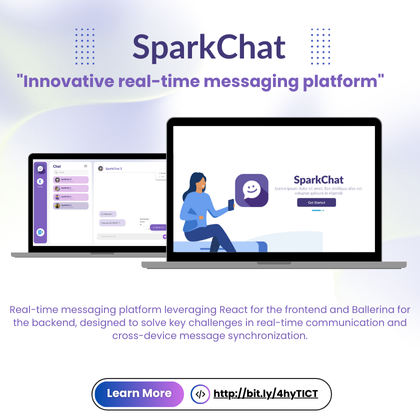 SparkChat
"Innovative real-time messaging platform"
Chat
SparkChat
Get Started
Real-time messaging platform leveraging React for the frontend and Ballerina for
the backend, designed to solve key challenges in real-time communication and
cross-device message synchronization.
Learn More
http://bit.ly/4hyTICT